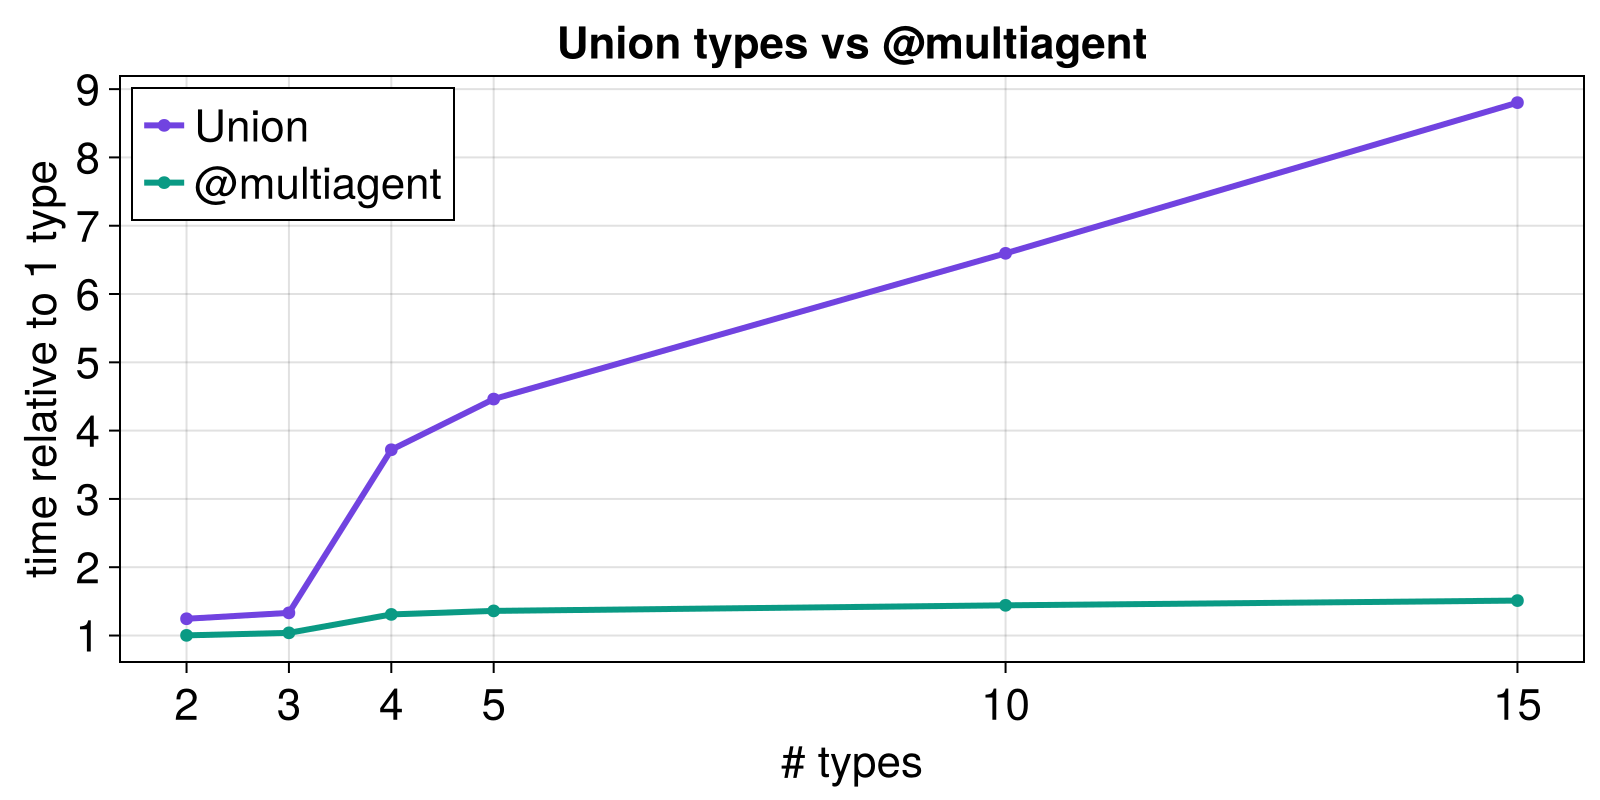 Union types vs @multiagent
Union
@multiagent
time relative to 1 type
9
8
7
6
5
4
3
2
1
2 3 4 5 10 15
# types